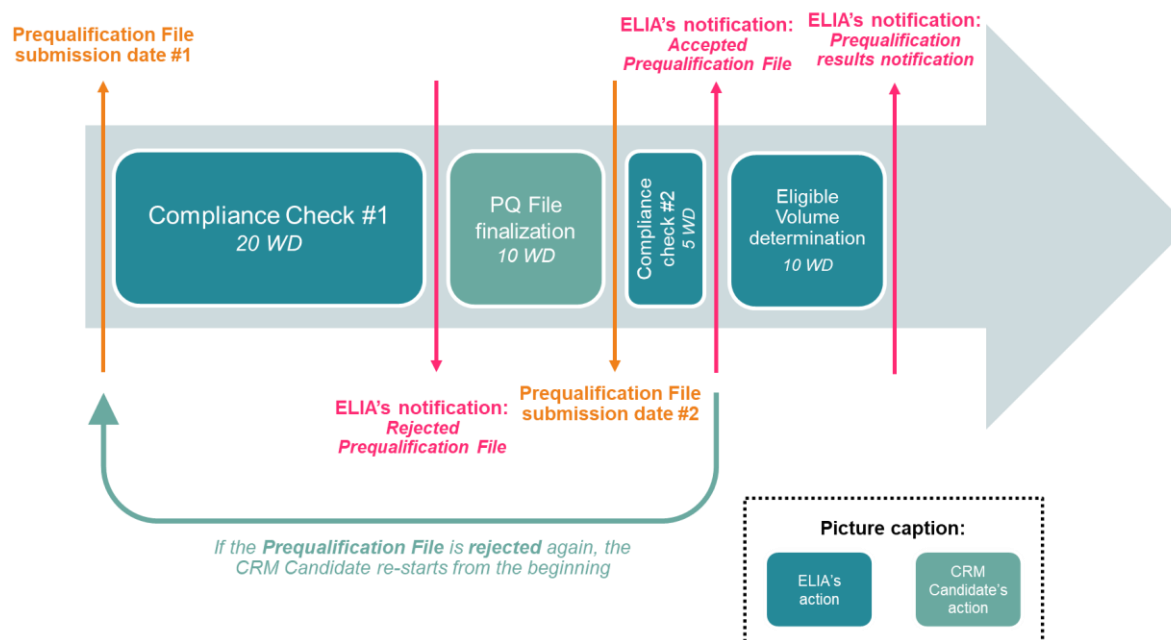 Prequalification File
submission date #1
ELIA's notification:
Accepted
Prequalification File
ELIA's notification:
Prequalification
results notification
Compliance Check #1
20 WD
PQ File
finalization
10 WD
Compliance
check #2
5 WD
Eligible
Volume
determination
10 WD
ELIA's notification:
Rejected
Prequalification File
Prequalification File
submission date #2
If the Prequalification File is rejected again, the
CRM Candidate re-starts from the beginning
Picture caption:
ELIA's
action
CRM
Candidate's
action